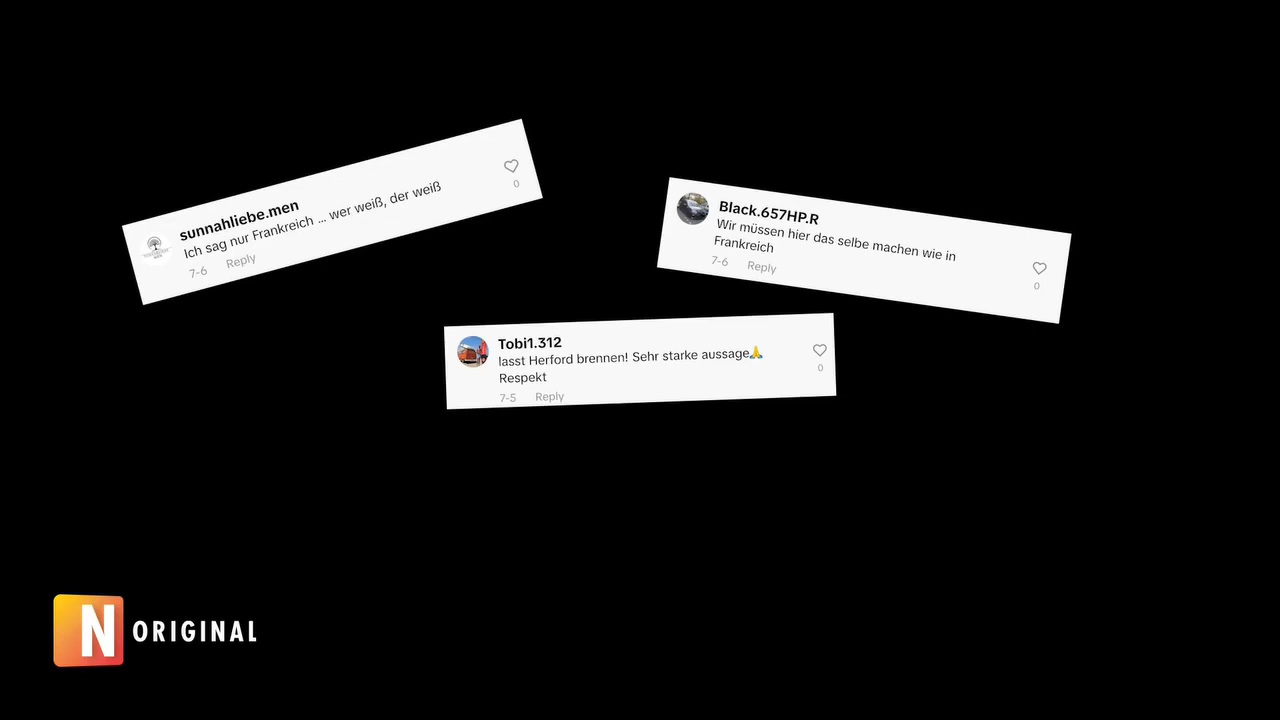 sunnahliebe.men
Ich sag nur Frankreich ... wer weiß, der weiß
7-6 Reply
0
Black.657HP.R
Wir müssen hier das selbe machen wie in
Frankreich
7-6 Reply
0
Tobi1.312
lasst Herford brennen! Sehr starke aussage🙏
Respekt
7-5 Reply
0
N ORIGINAL